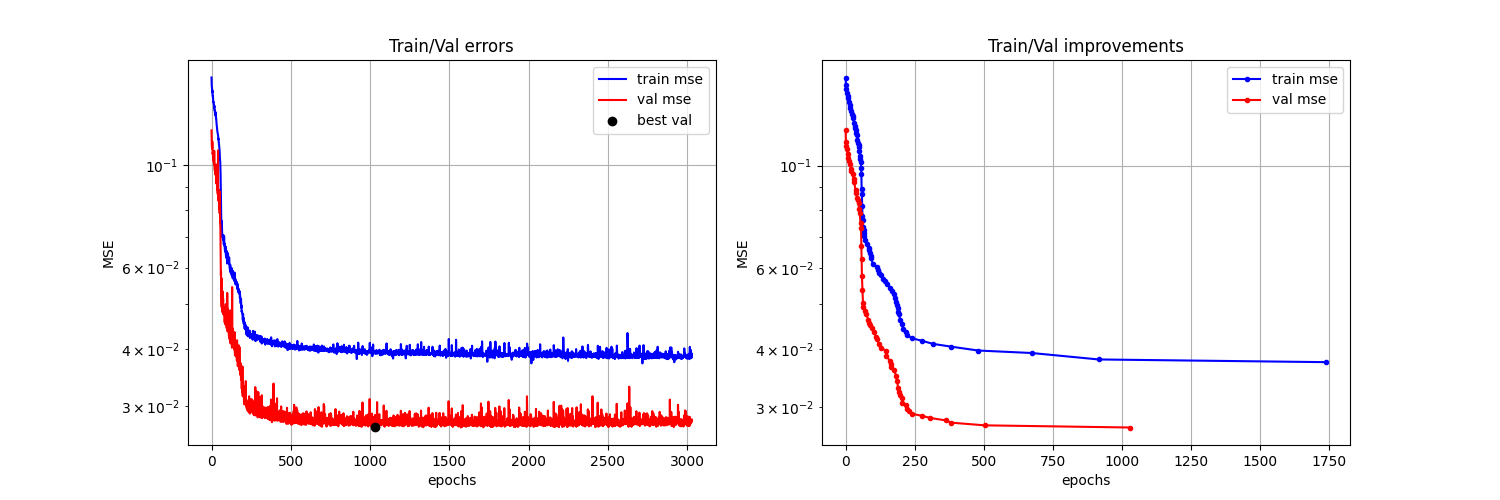 Train/Val errors
train mse
val mse
best val
10⁻¹
6 × 10⁻²
4 × 10⁻²
3 × 10⁻²
MSE
0 500 1000 1500 2000 2500 3000
epochs
Train/Val improvements
train mse
val mse
10⁻¹
6 × 10⁻²
4 × 10⁻²
3 × 10⁻²
MSE
0 250 500 750 1000 1250 1500 1750
epochs